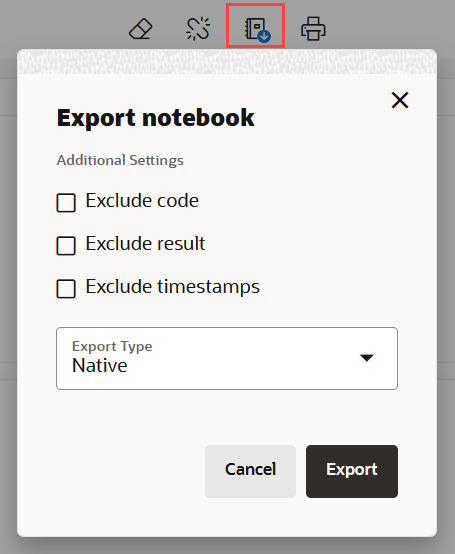 Export notebook
Additional Settings
Exclude code
Exclude result
Exclude timestamps
Export Type
Native
Cancel
Export